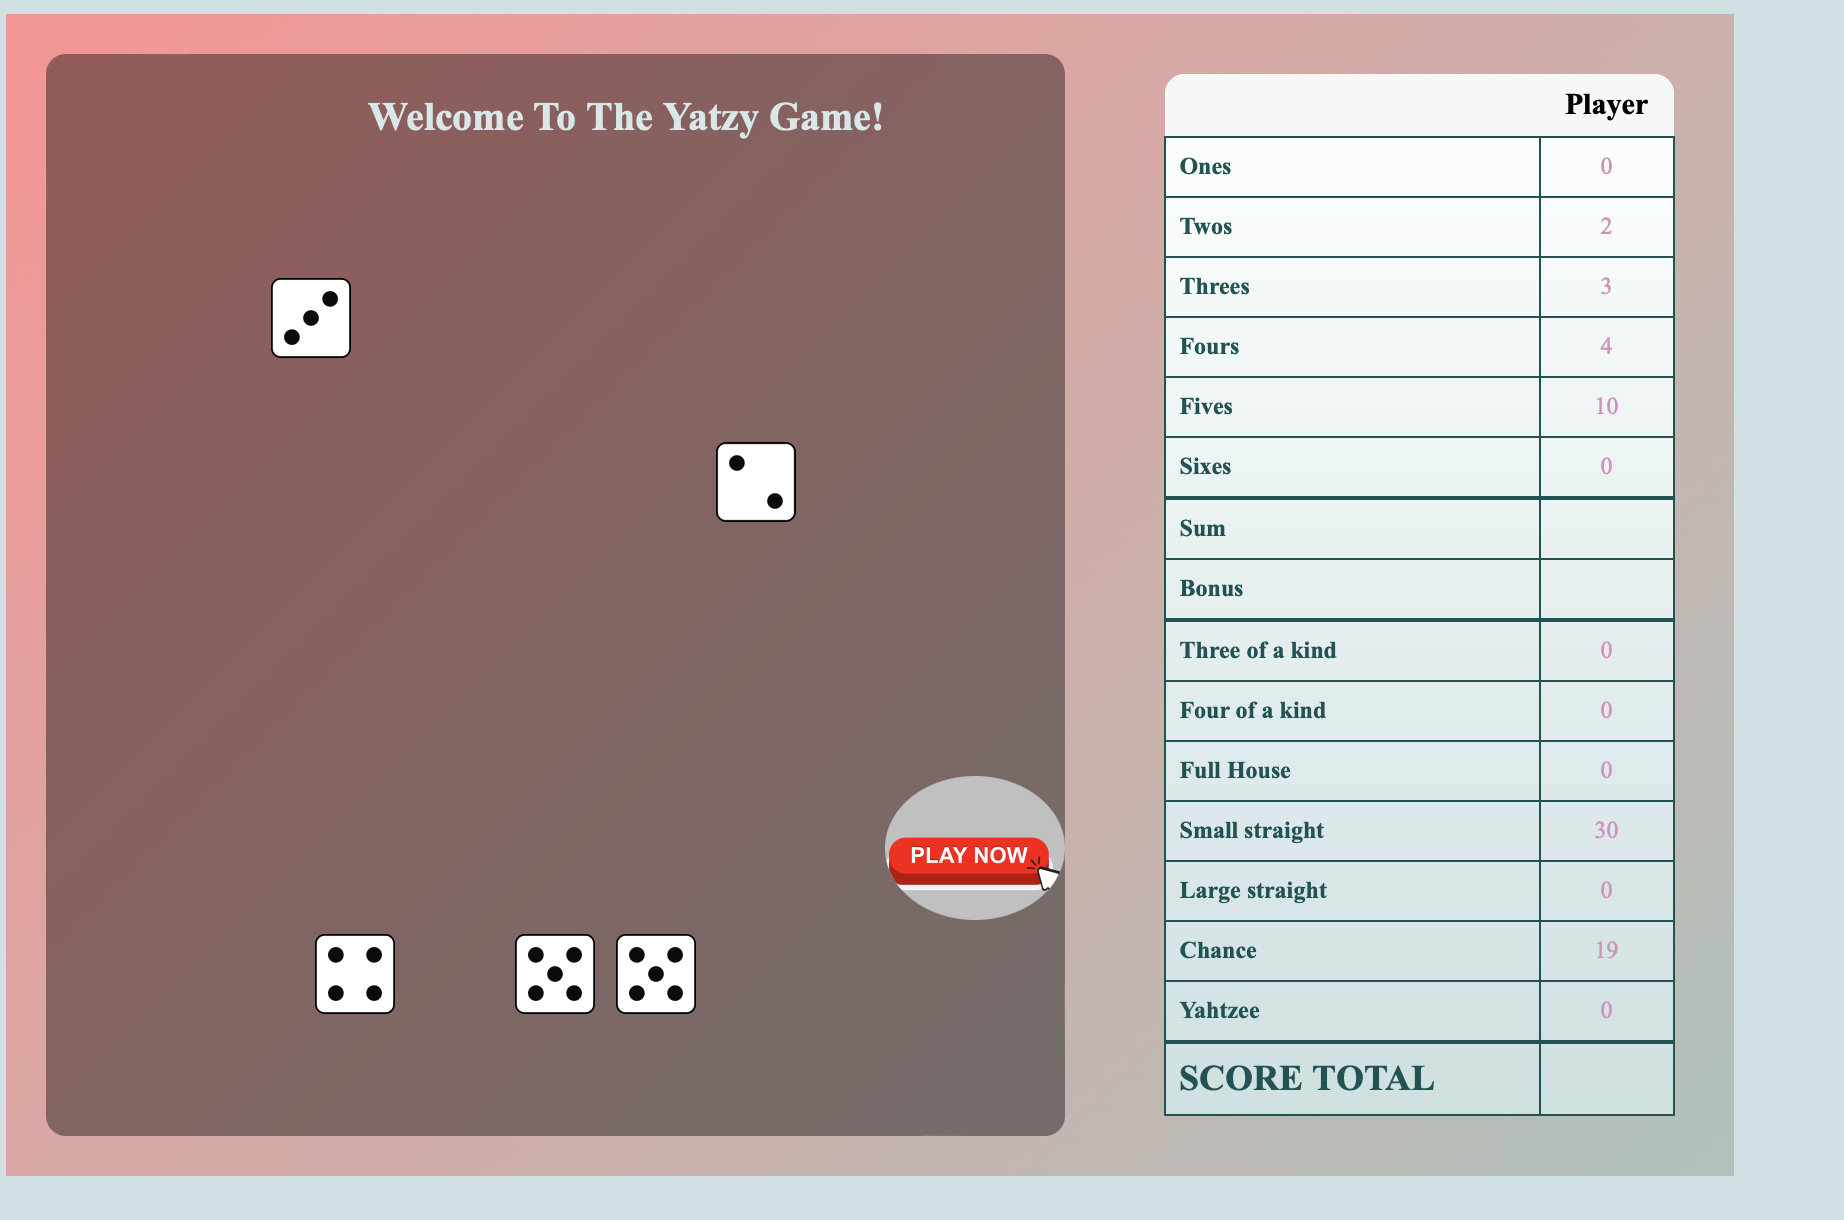 Welcome To The Yatzy Game!
PLAY NOW
Player
Ones 0
Twos 2
Threes 3
Fours 4
Fives 10
Sixes 0
Sum
Bonus
Three of a kind 0
Four of a kind 0
Full House 0
Small straight 30
Large straight 0
Chance 19
Yahtzee 0
SCORE TOTAL